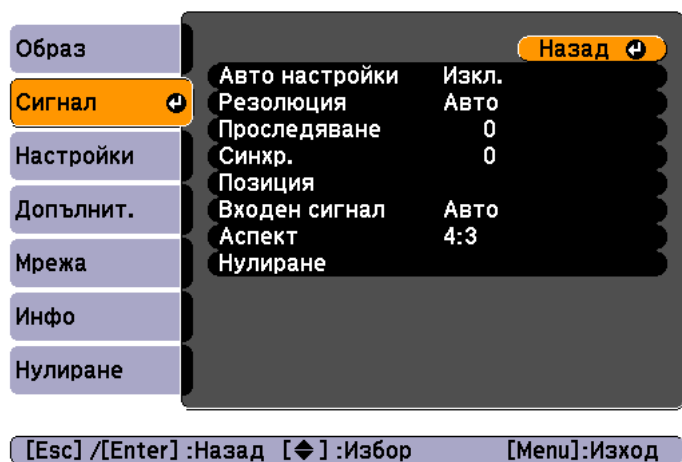 Образ
Сигнал
Настройки
Допълнит.
Мрежа
Инфо
Нулиране
Назад
Авто настройки Изкл.
Резолюция Авто
Проследяване 0
Синхр. 0
Позиция
Входен сигнал Авто
Аспект 4:3
Нулиране
[Esc] /[Enter] :Назад [◆] :Избор [Menu]:Изход